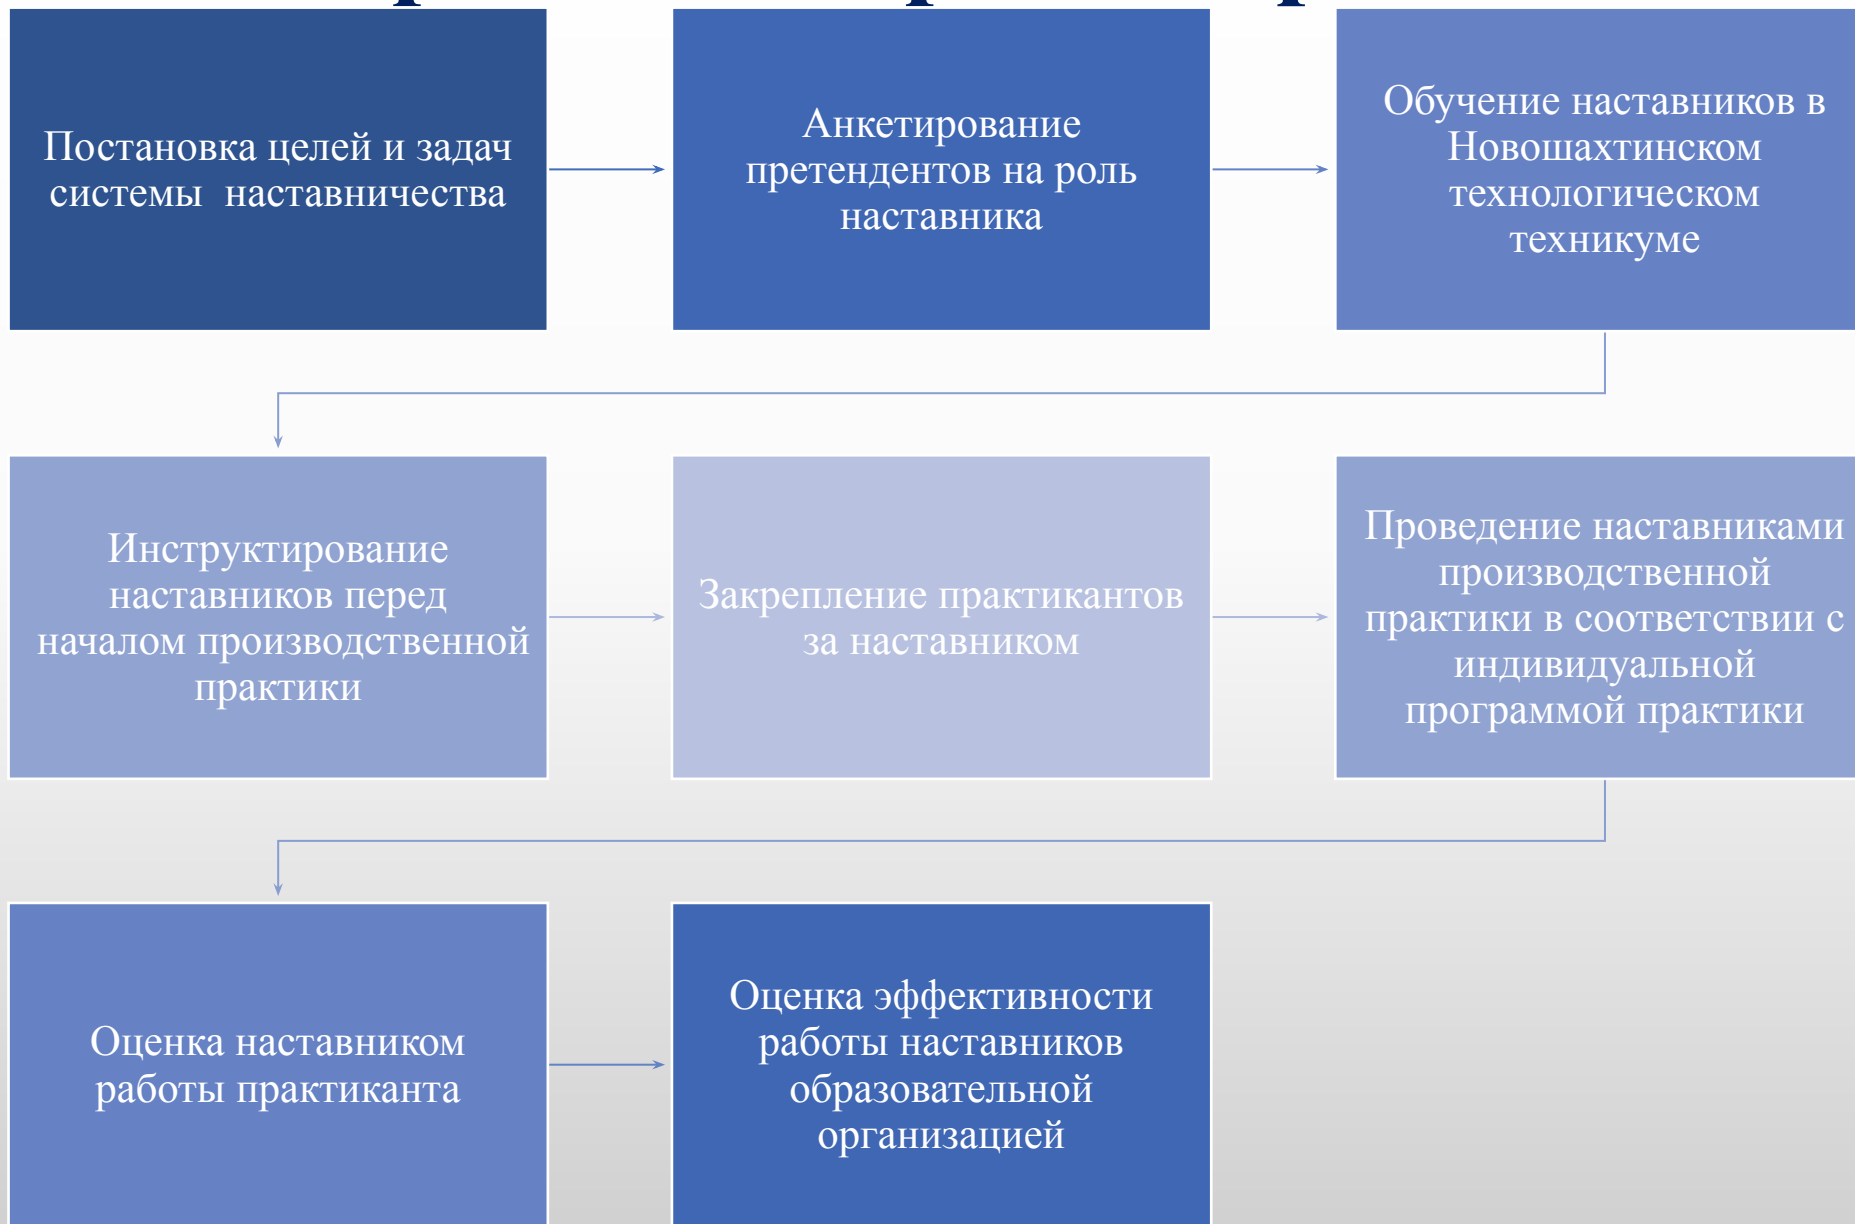 Постановка целей и задач
системы  наставничества
Анкетирование
претендентов на роль
наставника
Обучение наставников в
Новошахтинском
технологическом
техникуме
Инструктирование
наставников перед
началом производственной
практики
Закрепление практикантов
за наставником
Проведение наставниками
производственной
практики в соответствии с
индивидуальной
программой практики
Оценка наставником
работы практиканта
Оценка эффективности
работы наставников
образовательной
организацией